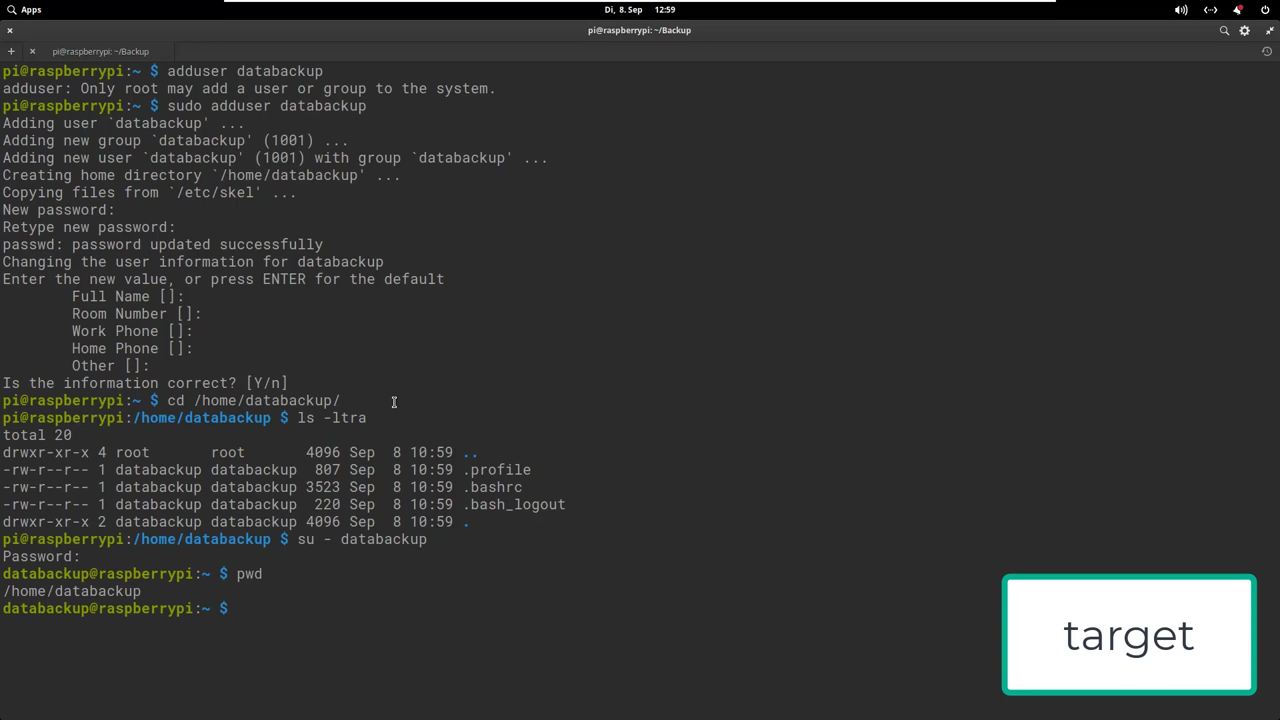 Apps
Di, 8. Sep 12:59
pi@raspberrypi: ~/Backup
pi@raspberrypi: ~/Backup
pi@raspberrypi:~ $ adduser databackup
adduser: Only root may add a user or group to the system.
pi@raspberrypi:~ $ sudo adduser databackup
Adding user `databackup' ...
Adding new group `databackup' (1001) ...
Adding new user `databackup' (1001) with group `databackup' ...
Creating home directory `/home/databackup' ...
Copying files from `/etc/skel' ...
New password:
Retype new password:
passwd: password updated successfully
Changing the user information for databackup
Enter the new value, or press ENTER for the default
Full Name []:
Room Number []:
Work Phone []:
Home Phone []:
Other []:
Is the information correct? [Y/n]
pi@raspberrypi:~ $ cd /home/databackup/
pi@raspberrypi:/home/databackup $ ls -ltra
total 20
drwxr-xr-x 4 root       root       4096 Sep  8 10:59 ..
-rw-r--r-- 1 databackup databackup  807 Sep  8 10:59 .profile
-rw-r--r-- 1 databackup databackup 3523 Sep  8 10:59 .bashrc
-rw-r--r-- 1 databackup databackup  220 Sep  8 10:59 .bash_logout
drwxr-xr-x 2 databackup databackup 4096 Sep  8 10:59 .
pi@raspberrypi:/home/databackup $ su - databackup
Password:
databackup@raspberrypi:~ $ pwd
/home/databackup
databackup@raspberrypi:~ $
target